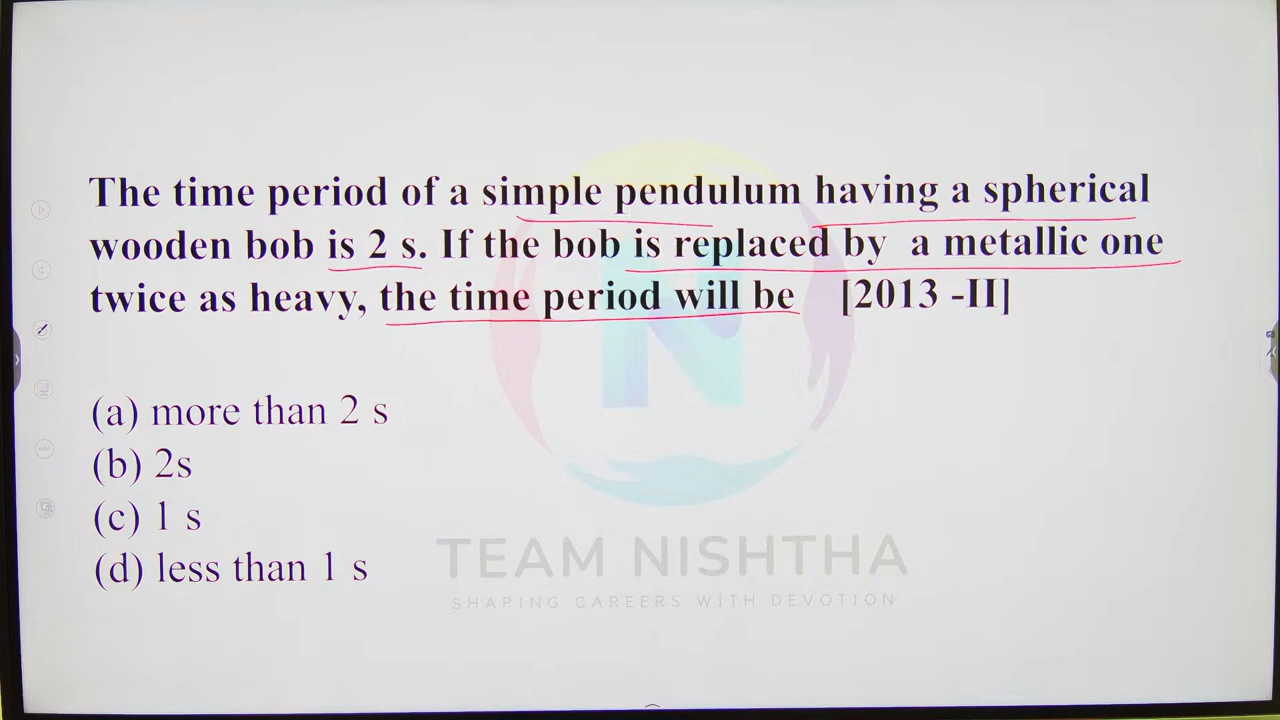 The time period of a simple pendulum having a spherical
wooden bob is 2 s. If the bob is replaced by a metallic one
twice as heavy, the time period will be [2013 -II]
(a) more than 2 s
(b) 2s
(c) 1 s
(d) less than 1 s
TEAM NISHTHA
SHAPING CAREERS WITH DEVOTION